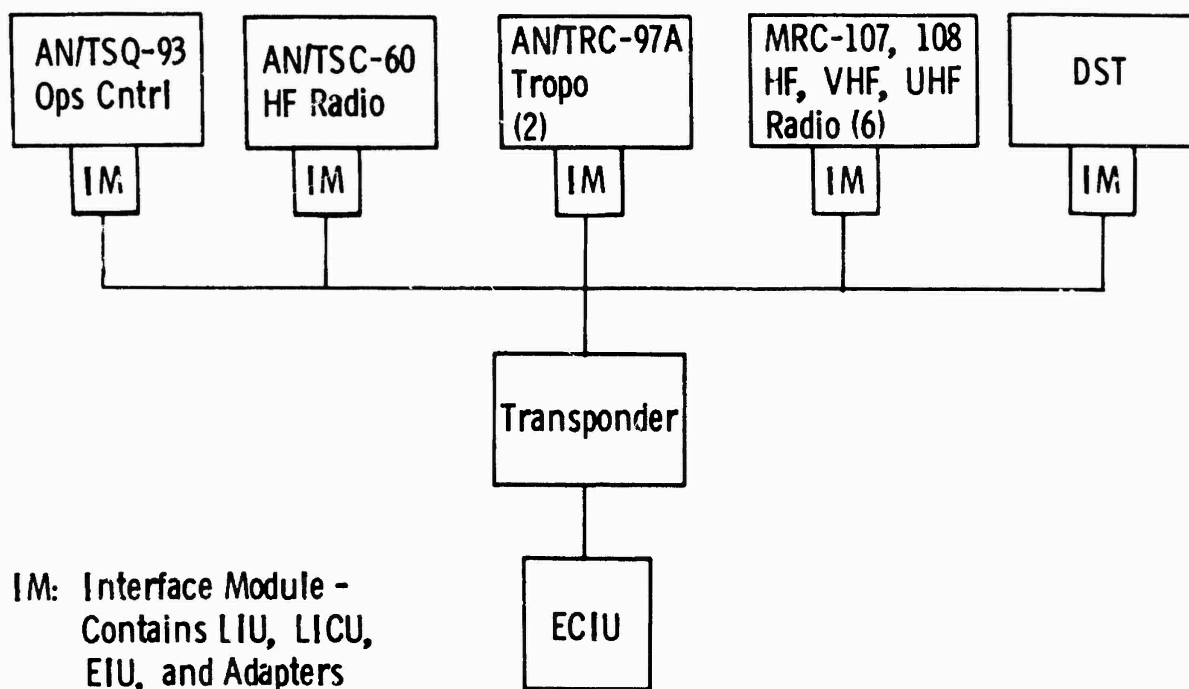 AN/TSQ-93
Ops Cntrl
AN/TSC-60
HF Radio
AN/TRC-97A
Tropo
(2)
MRC-107, 108
HF, VHF, UHF
Radio (6)
DST
IM
IM
IM
IM
IM
Transponder
ECIU
IM: Interface Module -
Contains LIU, LICU,
EIU, and Adapters